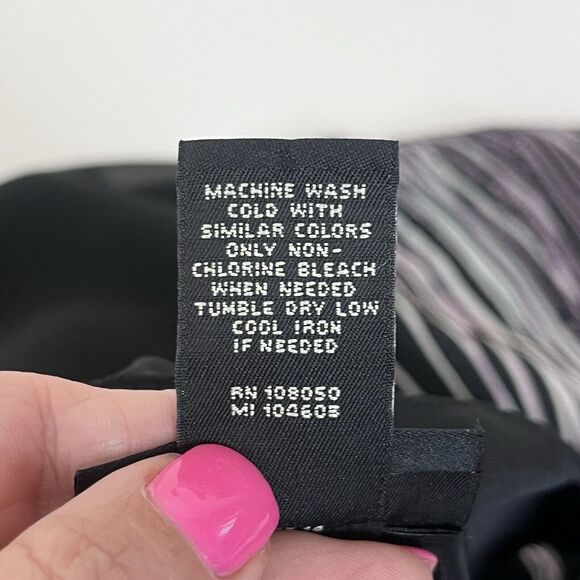 MACHINE WASH
COLD WITH
SIMILAR COLORS
ONLY NON-
CHLORINE BLEACH
WHEN NEEDED
TUMBLE DRY LOW
COOL IRON
IF NEEDED
RN 108050
MI 104603